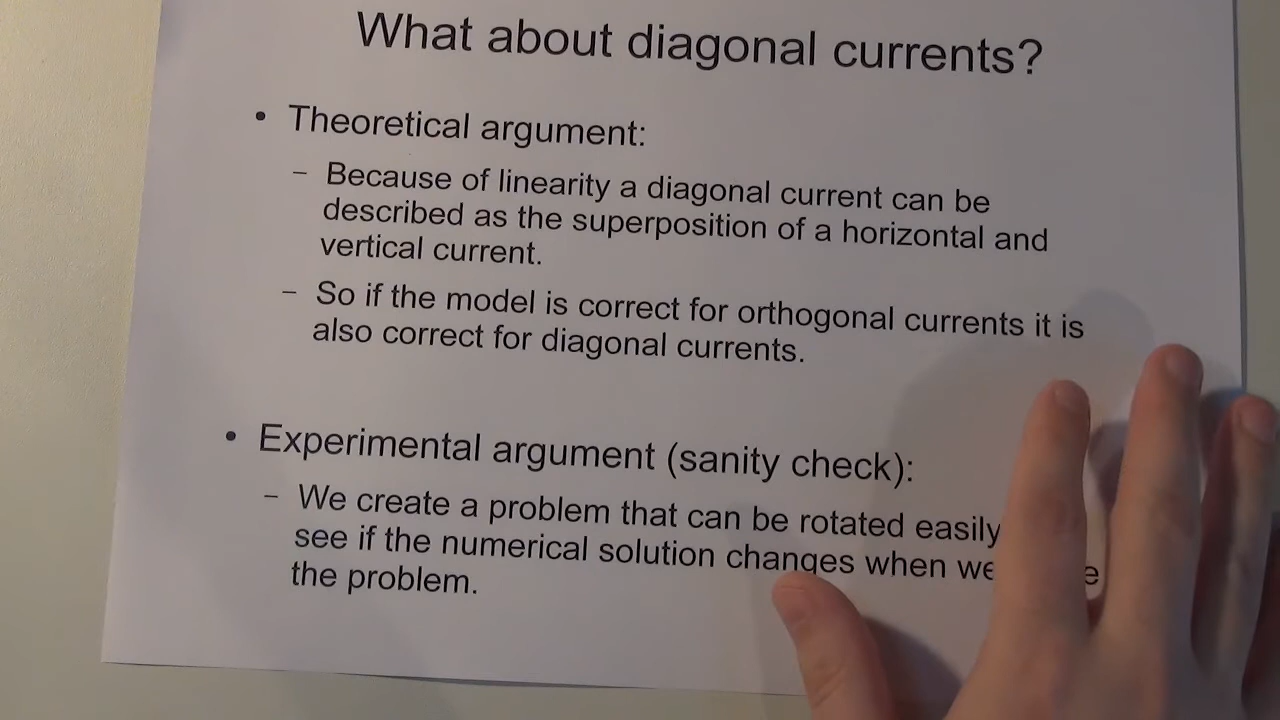 What about diagonal currents?
• Theoretical argument:
– Because of linearity a diagonal current can be
described as the superposition of a horizontal and
vertical current.
– So if the model is correct for orthogonal currents it is
also correct for diagonal currents.
• Experimental argument (sanity check):
– We create a problem that can be rotated easily
see if the numerical solution changes when we
the problem.